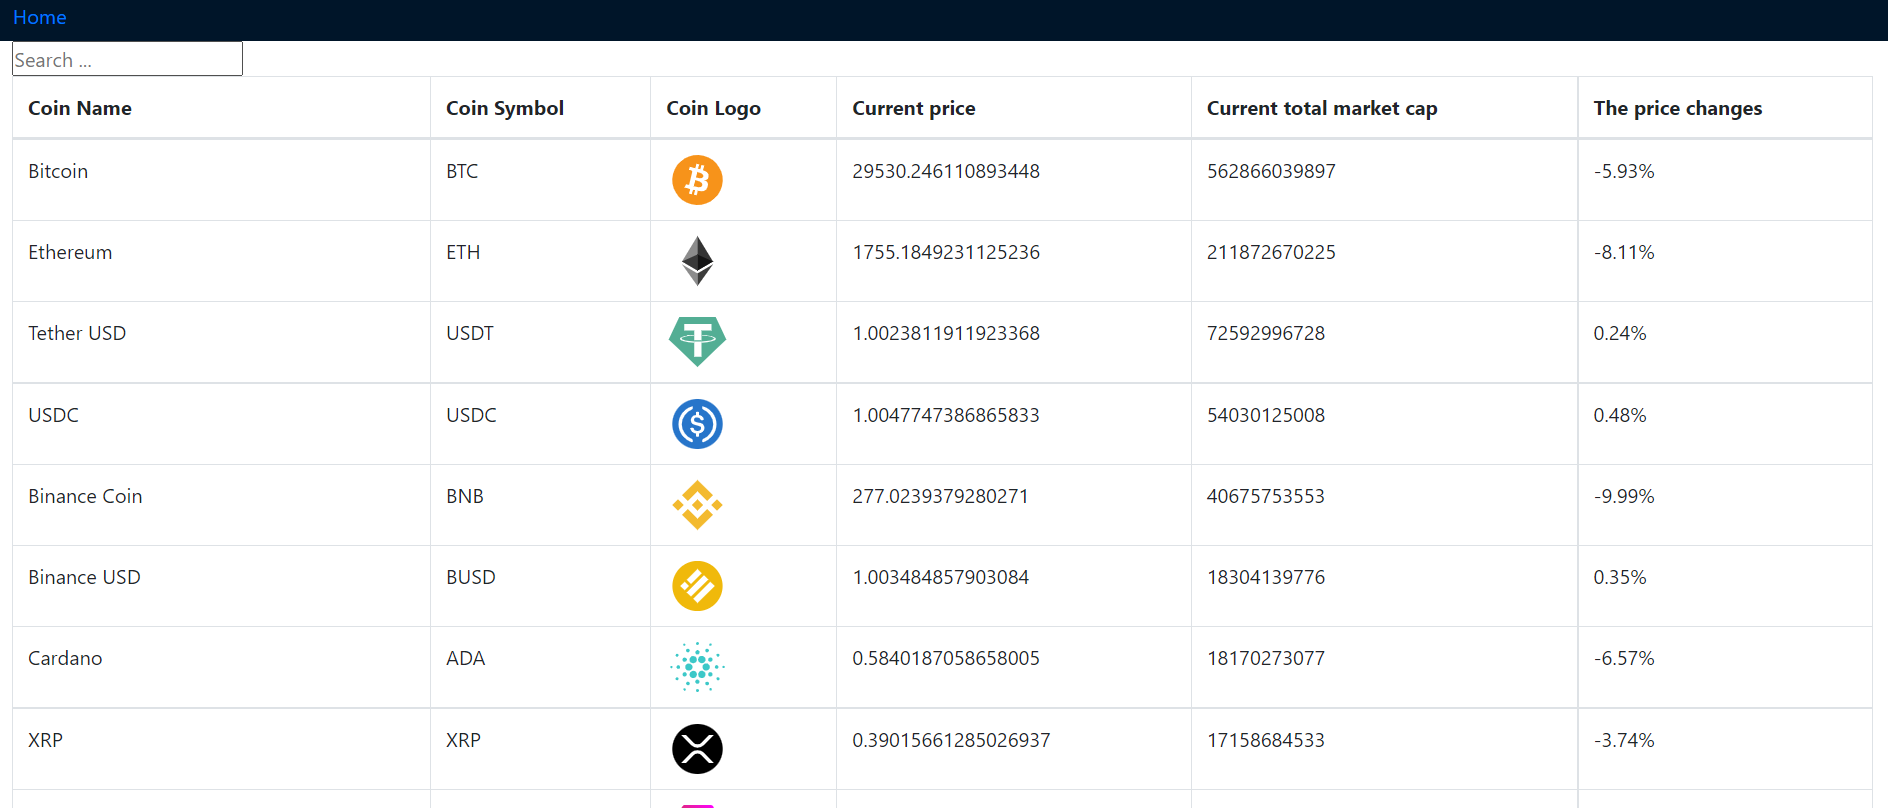 Home
Search ...
Coin Name Coin Symbol Coin Logo Current price Current total market cap The price changes
Bitcoin BTC 29530.246110893448 562866039897 -5.93%
Ethereum ETH 1755.1849231125236 211872670225 -8.11%
Tether USD USDT 1.0023811911923368 72592996728 0.24%
USDC USDC 1.0047747386865833 54030125008 0.48%
Binance Coin BNB 277.0239379280271 40675753553 -9.99%
Binance USD BUSD 1.003484857903084 18304139776 0.35%
Cardano ADA 0.5840187058658005 18170273077 -6.57%
XRP XRP 0.39015661285026937 17158684533 -3.74%